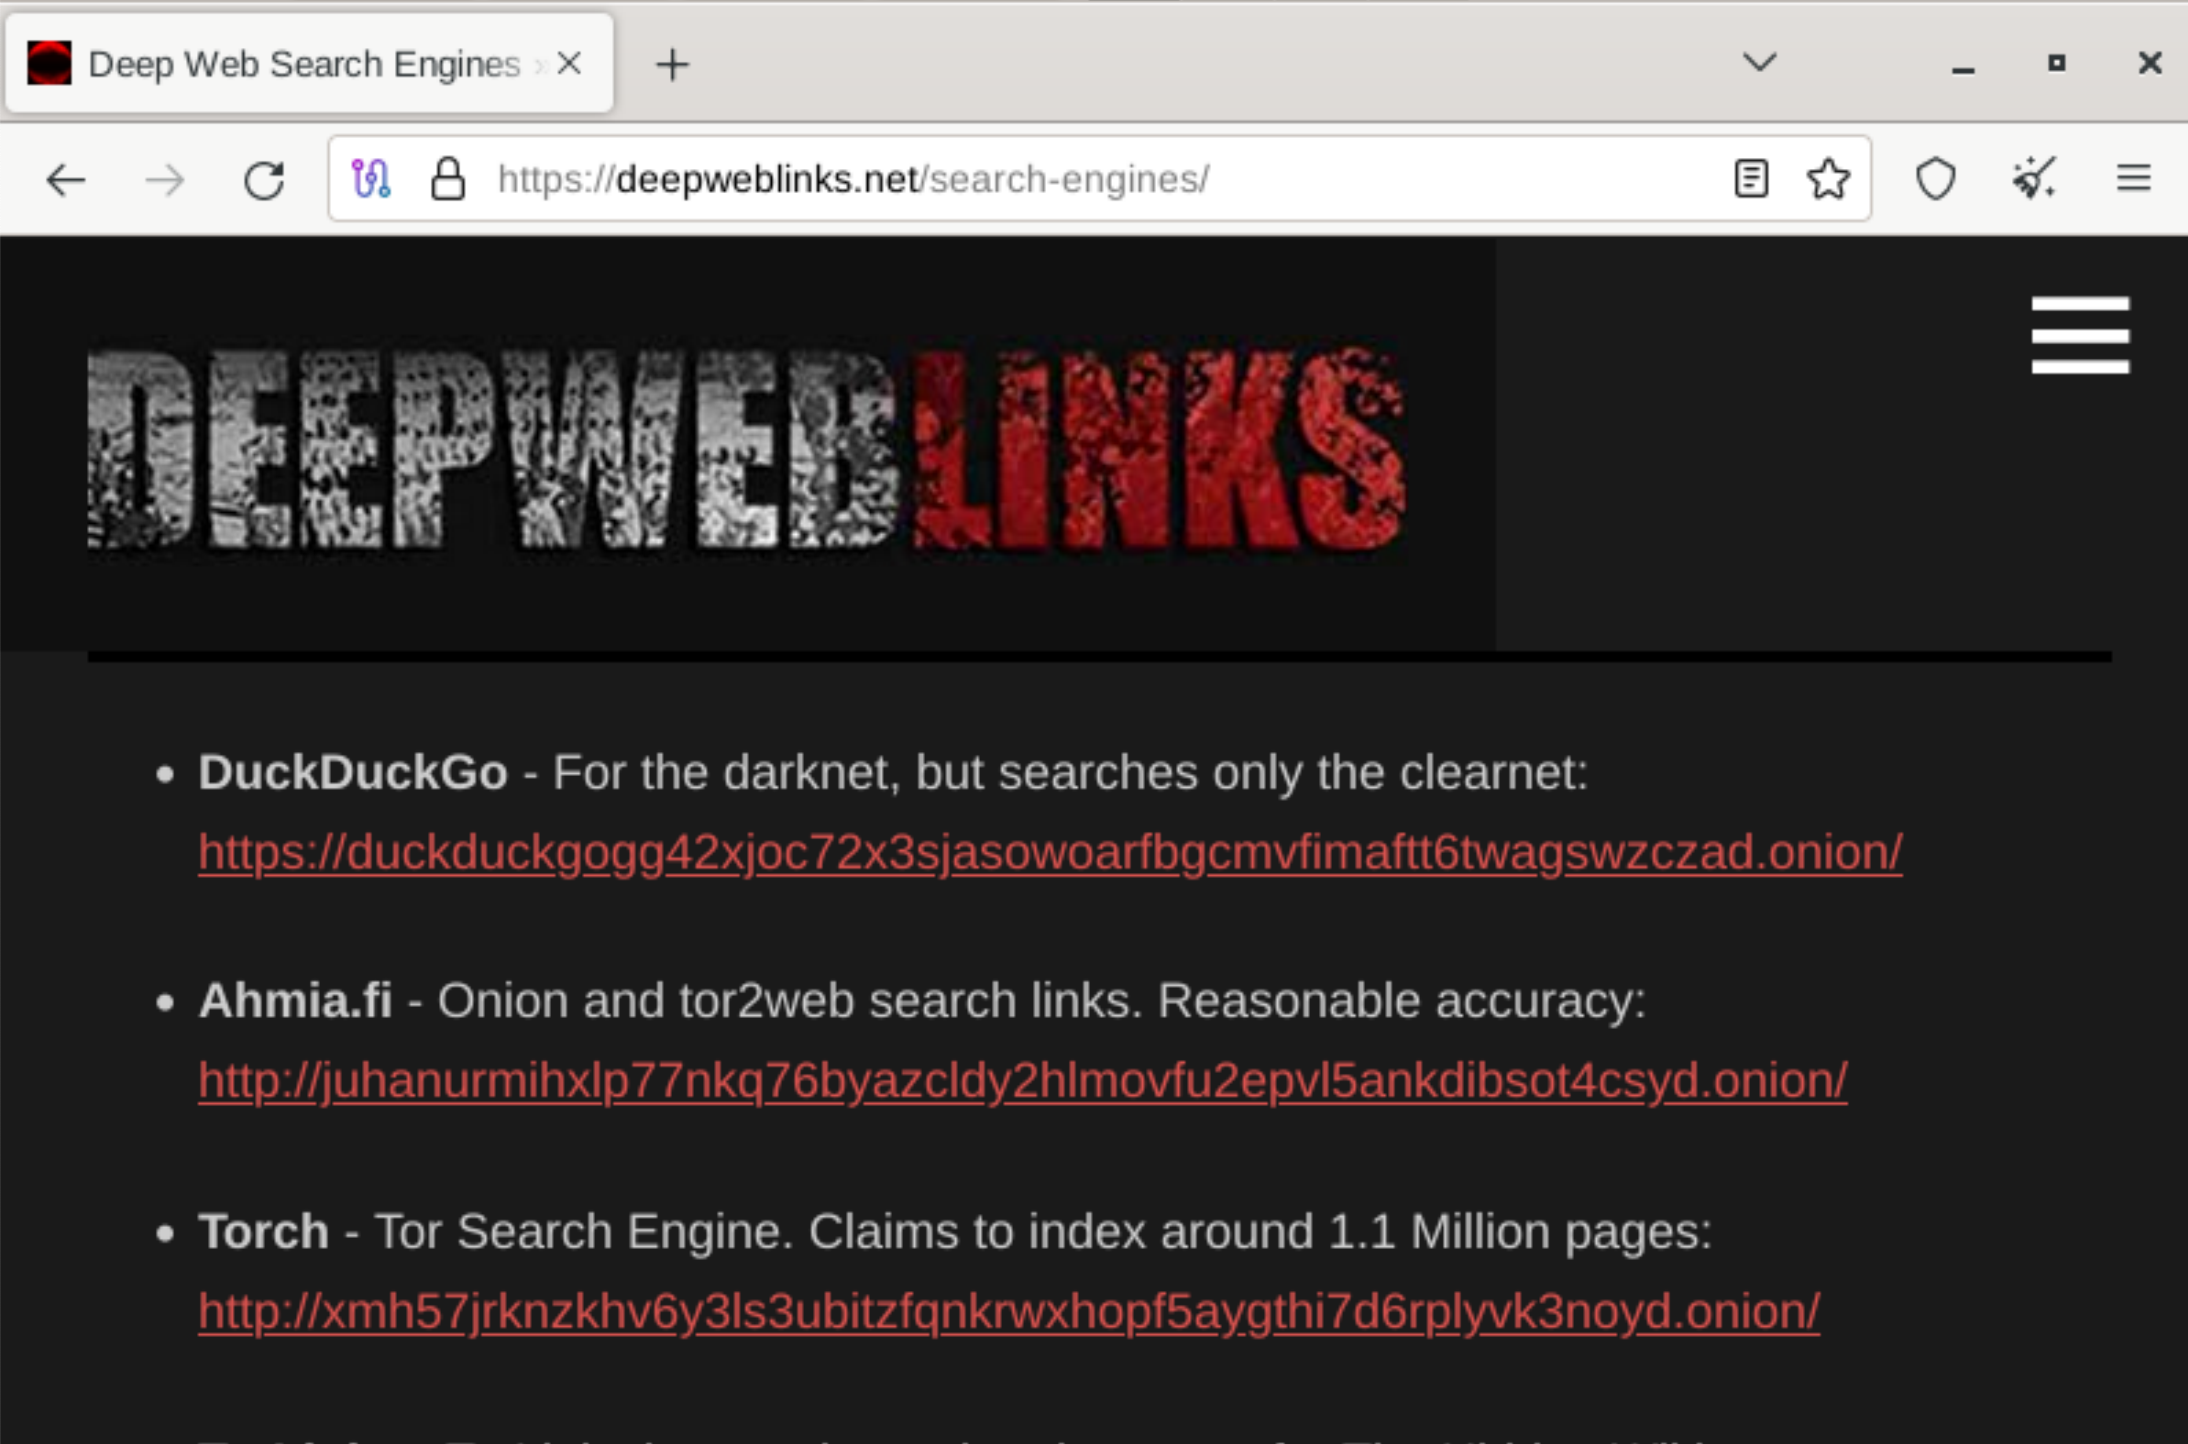 Deep Web Search Engines »
https://deepweblinks.net/search-engines/
DEEPWEBLINKS
• DuckDuckGo - For the darknet, but searches only the clearnet:
https://duckduckgogg42xjoc72x3sjasowoarfbgcmvfimaftt6twagswzczad.onion/
• Ahmia.fi - Onion and tor2web search links. Reasonable accuracy:
http://juhanurmihxlp77nkq76byazcldy2hlmovfu2epvl5ankdibsot4csyd.onion/
• Torch - Tor Search Engine. Claims to index around 1.1 Million pages:
http://xmh57jrknzkhv6y3ls3ubitzfqnkrwxhopf5aygthi7d6rplyvk3noyd.onion/